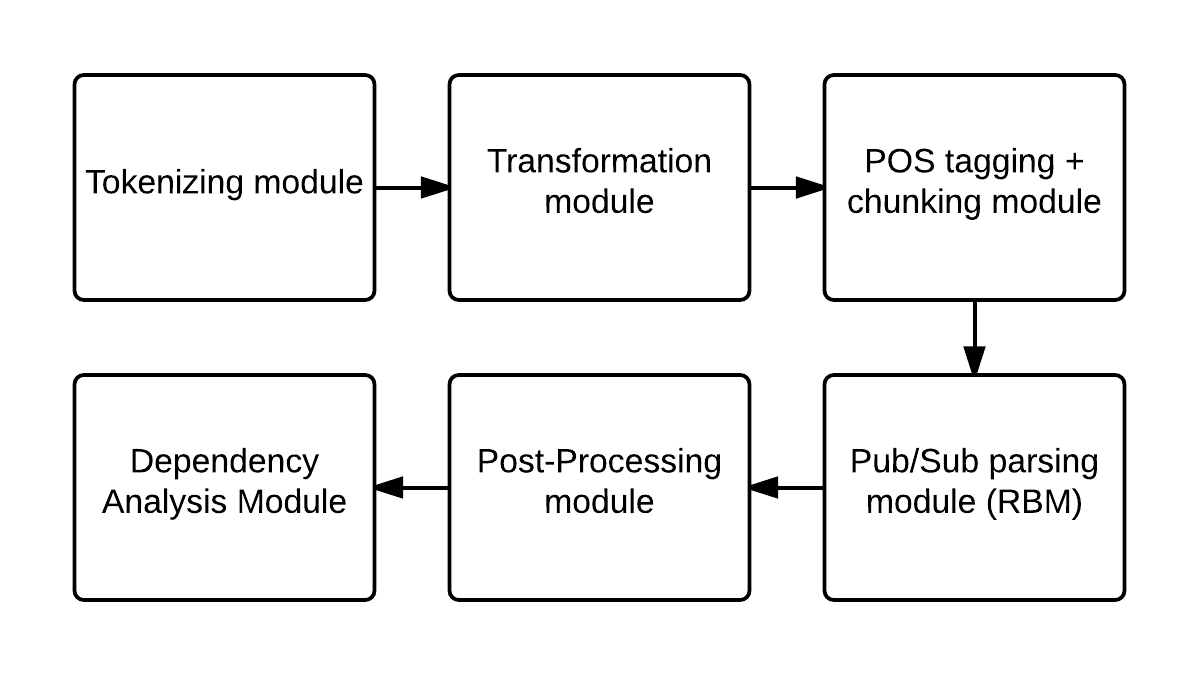 Tokenizing module
Transformation
module
POS tagging +
chunking module
Dependency
Analysis Module
Post-Processing
module
Pub/Sub parsing
module (RBM)